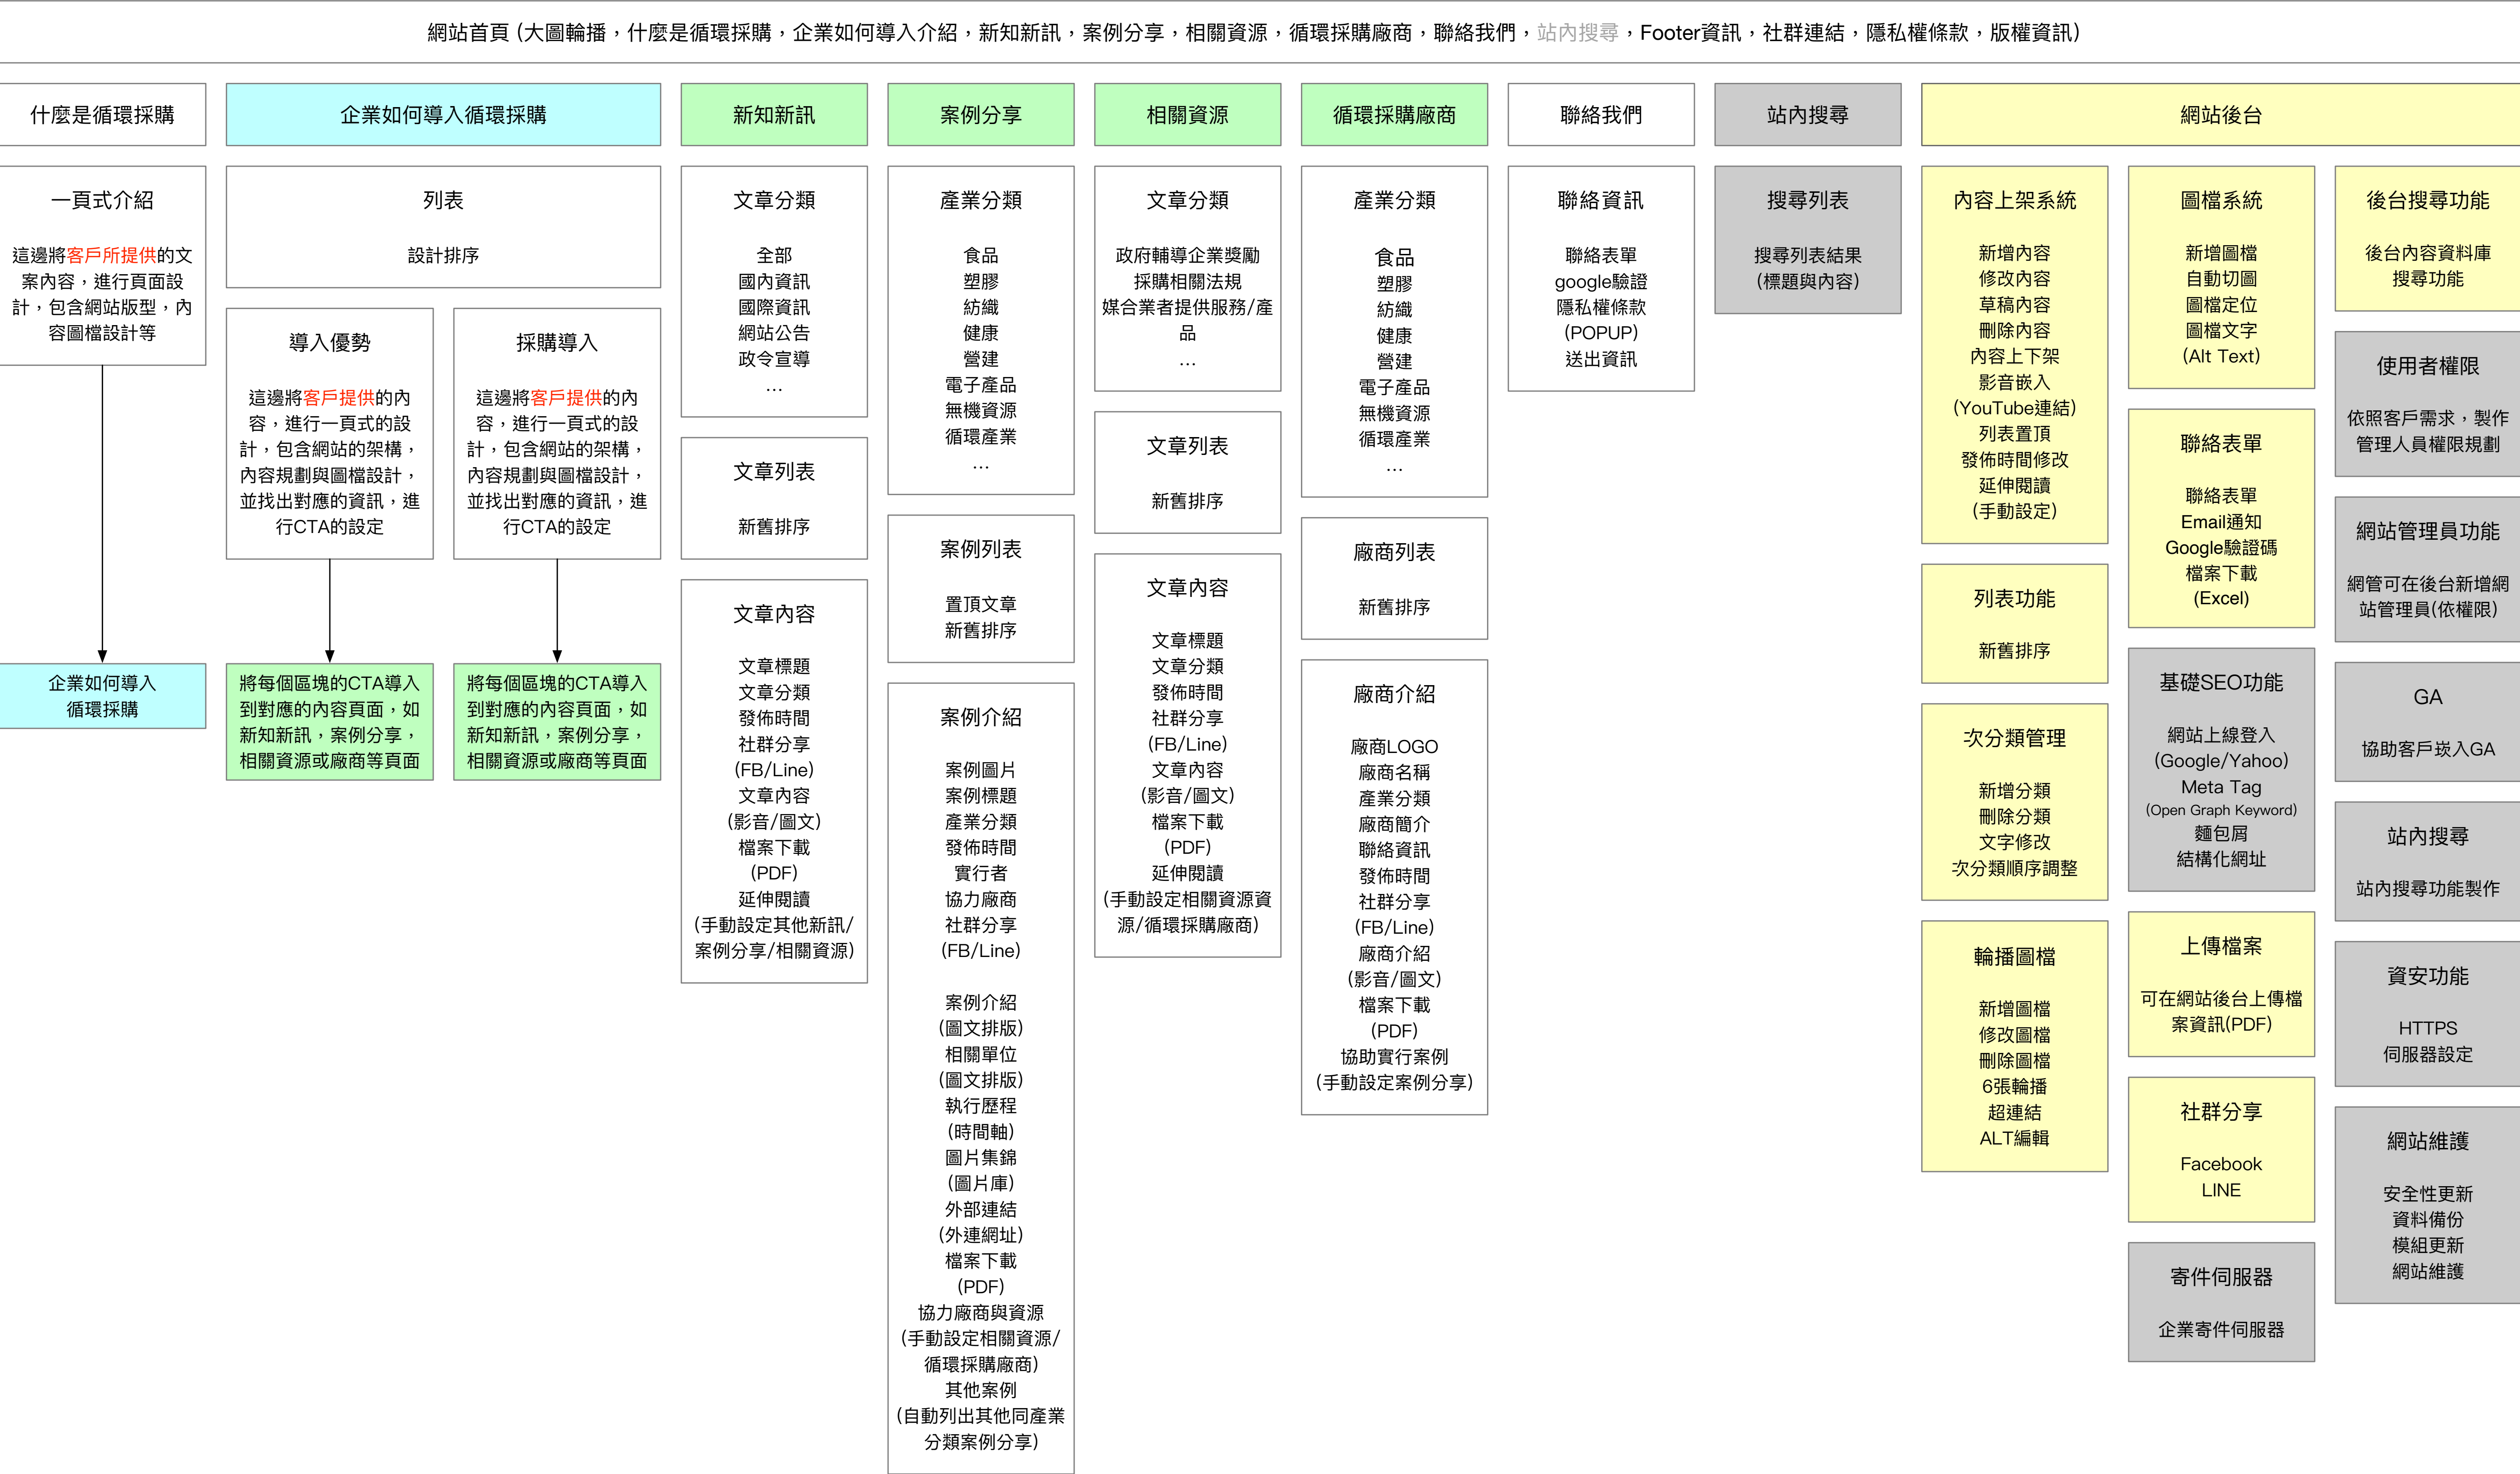 網站首頁 (大圖輪播，什麼是循環採購，企業如何導入介紹，新知新訊，案例分享，相關資源，循環採購廠商，聯絡我們，站內搜尋，Footer資訊，社群連結，隱私權條款，版權資訊)
什麼是循環採購
一頁式介紹
這邊將客戶所提供的文
案內容，進行頁面設
計，包含網站版型，內
容圖檔設計等
企業如何導入
循環採購
企業如何導入循環採購
列表
設計排序
導入優勢
這邊將客戶提供的內
容，進行一頁式的設
計，包含網站的架構，
內容規劃與圖檔設計，
並找出對應的資訊，進
行CTA的設定
將每個區塊的CTA導入
到對應的內容頁面，如
新知新訊，案例分享，
相關資源或廠商等頁面
採購導入
這邊將客戶提供的內
容，進行一頁式的設
計，包含網站的架構，
內容規劃與圖檔設計，
並找出對應的資訊，進
行CTA的設定
將每個區塊的CTA導入
到對應的內容頁面，如
新知新訊，案例分享，
相關資源或廠商等頁面
新知新訊
文章分類
全部
國內資訊
國際資訊
網站公告
政令宣導
…
文章列表
新舊排序
文章內容
文章標題
文章分類
發佈時間
社群分享
(FB/Line)
文章內容
(影音/圖文)
檔案下載
(PDF)
延伸閱讀
(手動設定其他新訊/
案例分享/相關資源)
案例分享
產業分類
食品
塑膠
紡織
健康
營建
電子產品
無機資源
循環產業
…
案例列表
置頂文章
新舊排序
案例介紹
案例圖片
案例標題
產業分類
發佈時間
實行者
協力廠商
社群分享
(FB/Line)
案例介紹
(圖文排版)
相關單位
(圖文排版)
執行歷程
(時間軸)
圖片集錦
(圖片庫)
外部連結
(外連網址)
檔案下載
(PDF)
協力廠商與資源
(手動設定相關資源/
循環採購廠商)
其他案例
(自動列出其他同產業
分類案例分享)
相關資源
文章分類
政府輔導企業獎勵
採購相關法規
媒合業者提供服務/產
品
…
文章列表
新舊排序
文章內容
文章標題
文章分類
發佈時間
社群分享
(FB/Line)
文章內容
(影音/圖文)
檔案下載
(PDF)
延伸閱讀
(手動設定相關資源資
源/循環採購廠商)
循環採購廠商
產業分類
食品
塑膠
紡織
健康
營建
電子產品
無機資源
循環產業
…
廠商列表
新舊排序
廠商介紹
廠商LOGO
廠商名稱
產業分類
廠商簡介
聯絡資訊
發佈時間
社群分享
(FB/Line)
廠商介紹
(影音/圖文)
檔案下載
(PDF)
協助實行案例
(手動設定案例分享)
聯絡我們
聯絡資訊
聯絡表單
google驗證
隱私權條款
(POPUP)
送出資訊
站內搜尋
搜尋列表
搜尋列表結果
(標題與內容)
網站後台
內容上架系統
新增內容
修改內容
草稿內容
刪除內容
內容上下架
影音嵌入
(YouTube連結)
列表置頂
發佈時間修改
延伸閱讀
(手動設定)
列表功能
新舊排序
次分類管理
新增分類
刪除分類
文字修改
次分類順序調整
輪播圖檔
新增圖檔
修改圖檔
刪除圖檔
6張輪播
超連結
ALT編輯
圖檔系統
新增圖檔
自動切圖
圖檔定位
圖檔文字
(Alt Text)
聯絡表單
聯絡表單
Email通知
Google驗證碼
檔案下載
(Excel)
基礎SEO功能
網站上線登入
(Google/Yahoo)
Meta Tag
(Open Graph Keyword)
麵包屑
結構化網址
上傳檔案
可在網站後台上傳檔
案資訊(PDF)
社群分享
Facebook
LINE
寄件伺服器
企業寄件伺服器
後台搜尋功能
後台內容資料庫
搜尋功能
使用者權限
依照客戶需求，製作
管理人員權限規劃
網站管理員功能
網管可在後台新增網
站管理員(依權限)
GA
協助客戶崁入GA
站內搜尋
站內搜尋功能製作
資安功能
HTTPS
伺服器設定
網站維護
安全性更新
資料備份
模組更新
網站維護